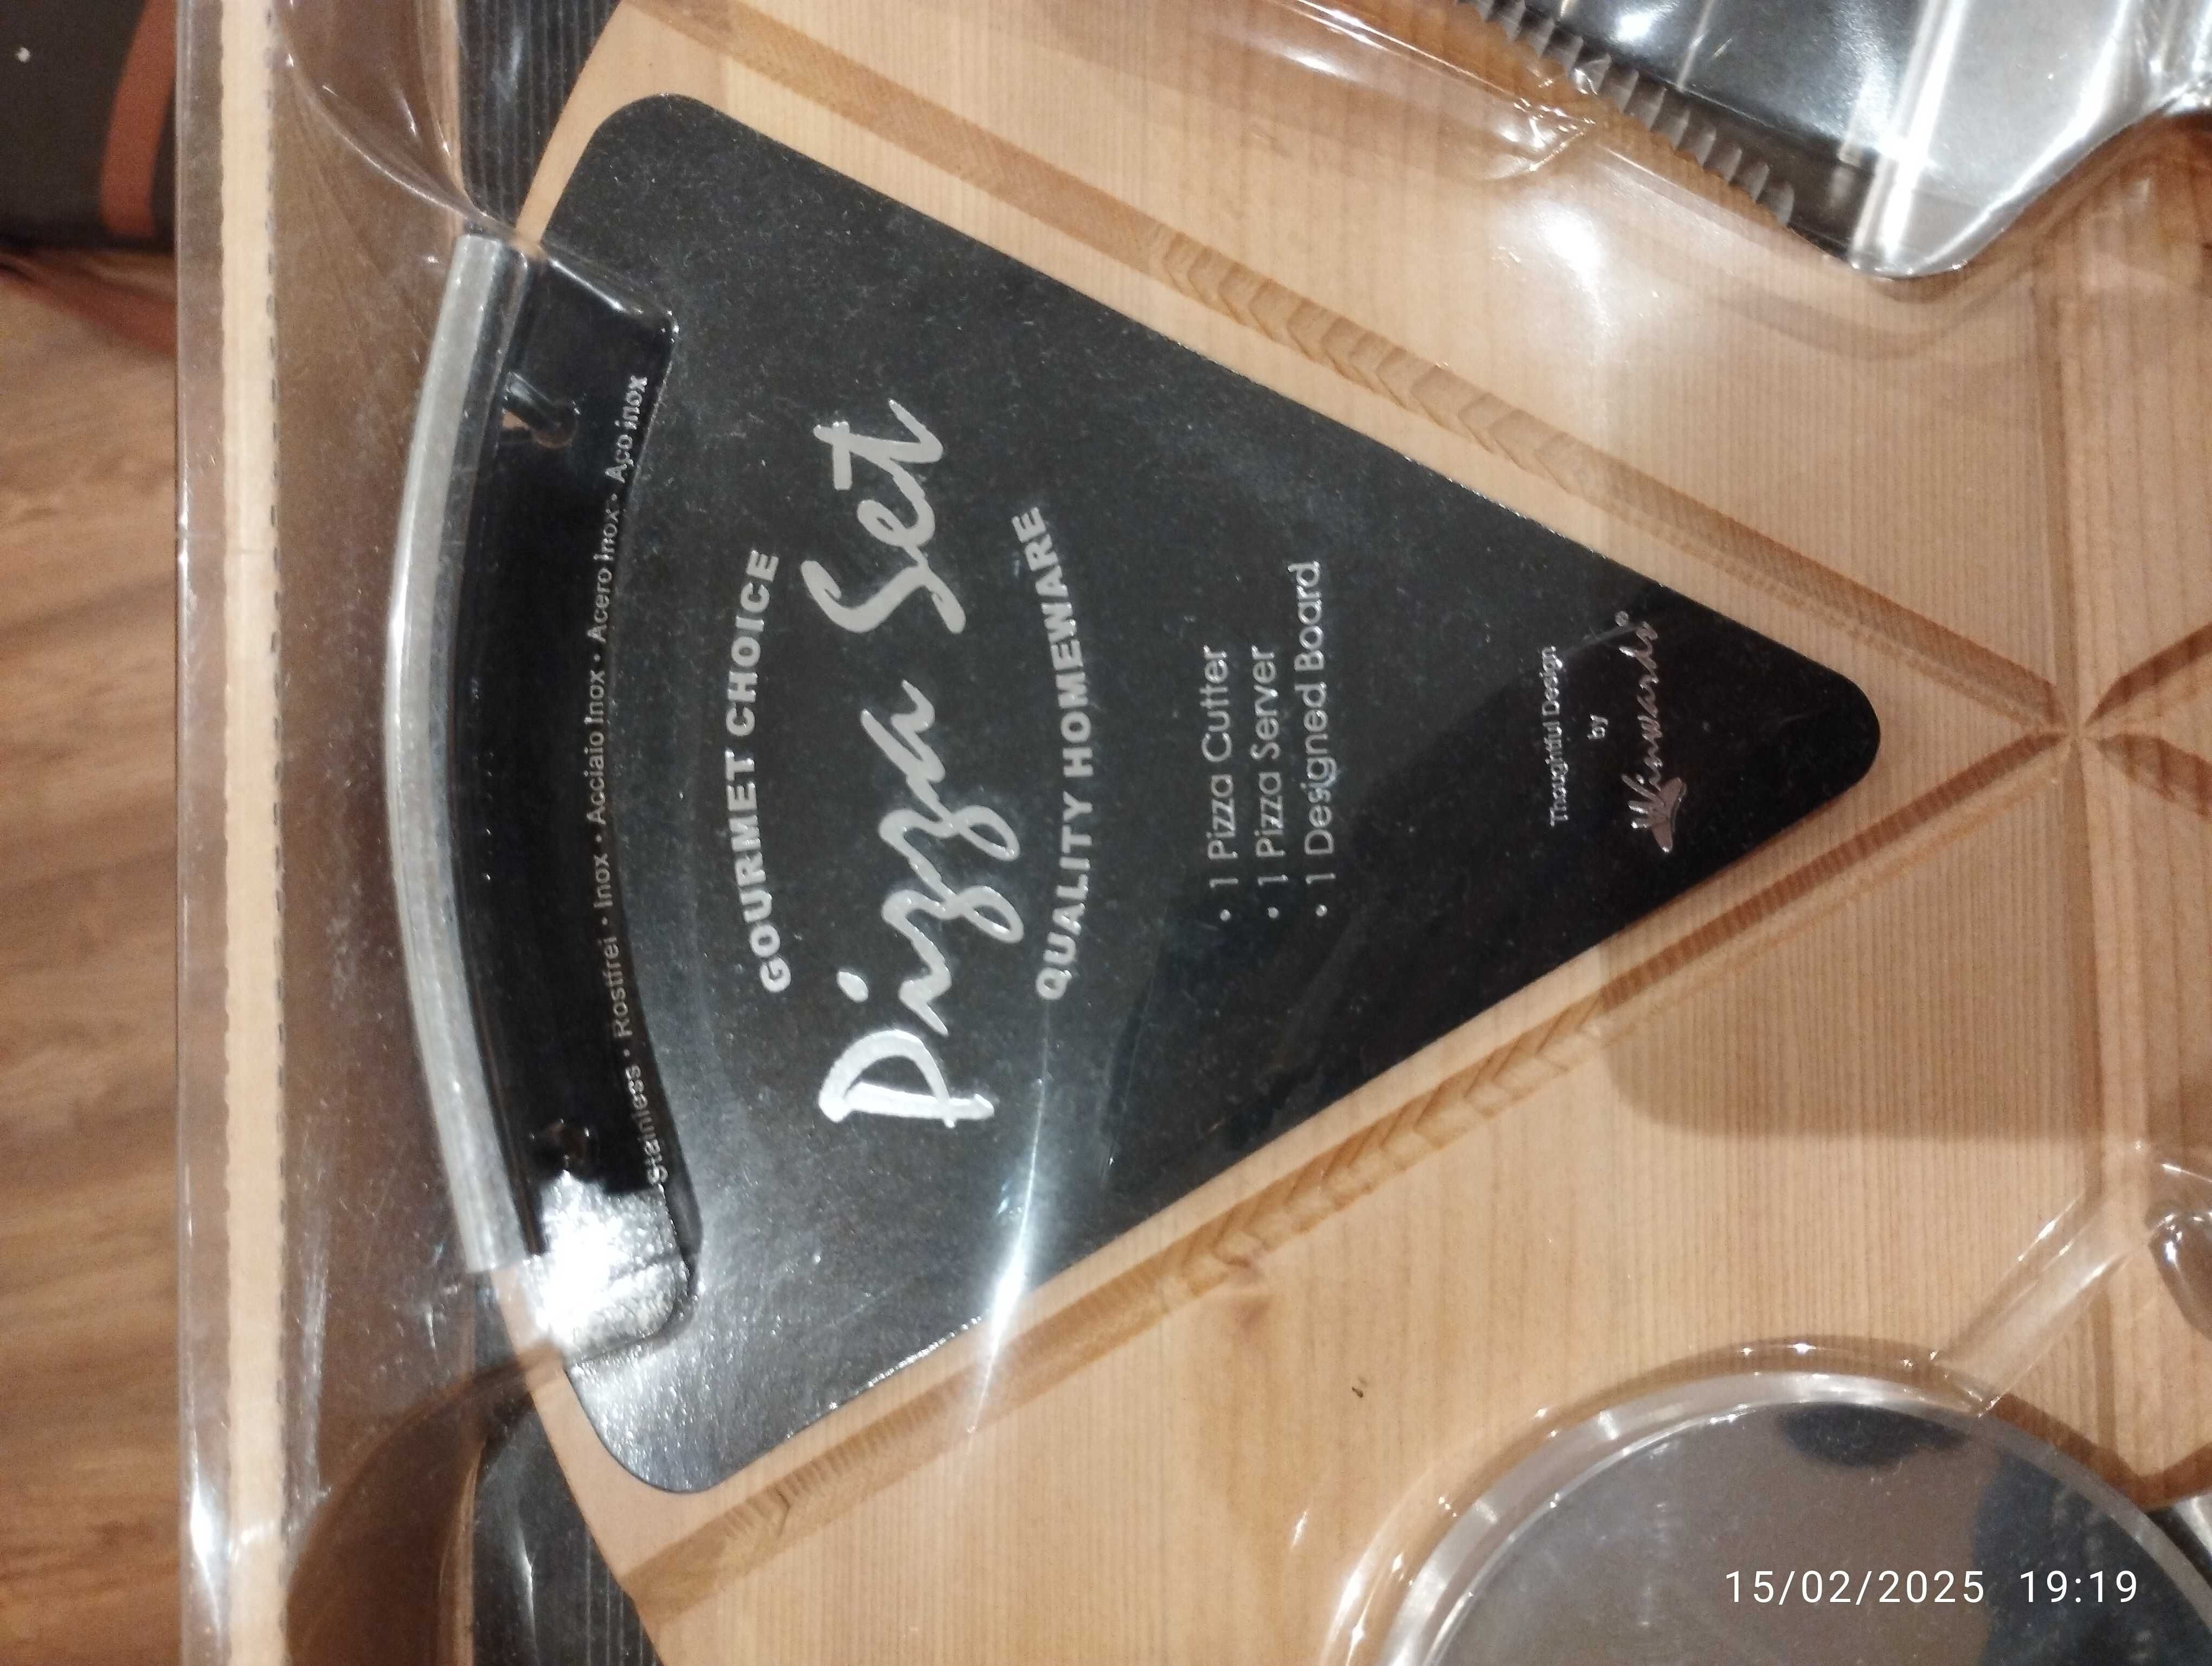 Stainless • Rostfrei • Inox • Acciaio Inox • Acero Inox • Aço inox
GOURMET CHOICE
Pizza Set
QUALITY HOMEWARE
• 1 Pizza Cutter
• 1 Pizza Server
• 1 Designed Board
Thoughtful Design
by
Winwards®
15/02/2025 19:19